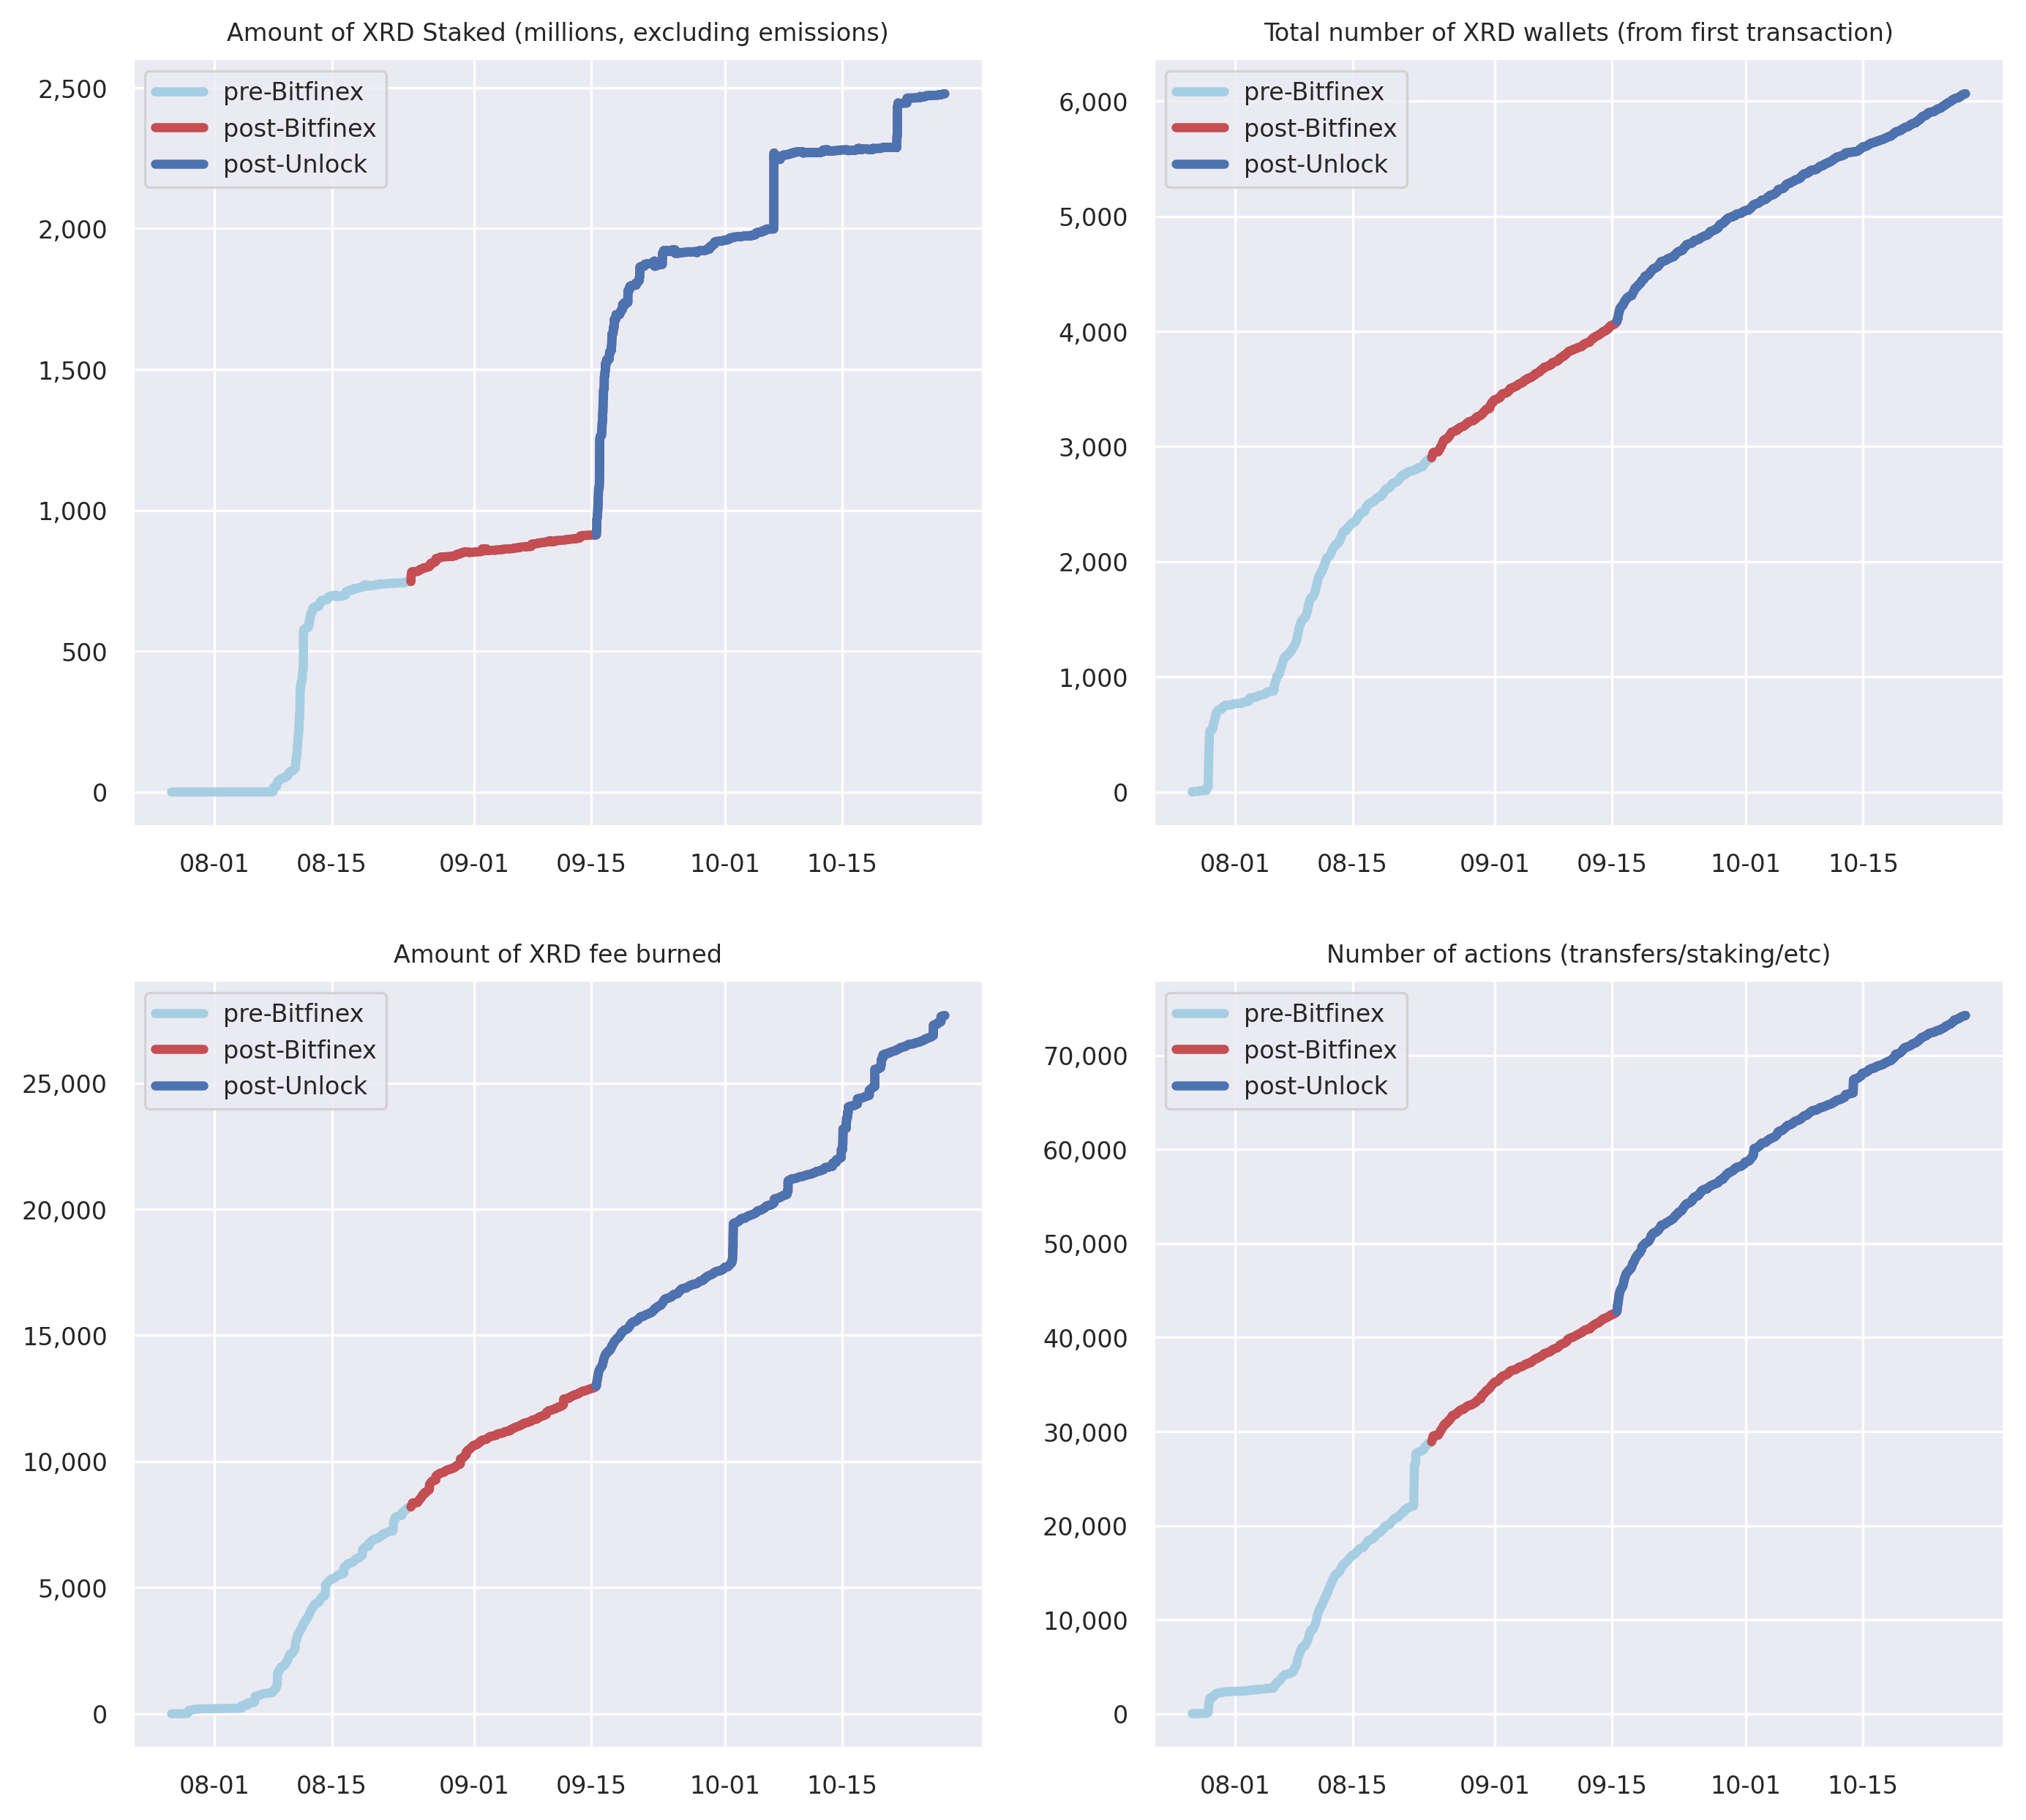 Amount of XRD Staked (millions, excluding emissions)
pre-Bitfinex
post-Bitfinex
post-Unlock
2,500
2,000
1,500
1,000
500
0
08-01 08-15 09-01 09-15 10-01 10-15
Total number of XRD wallets (from first transaction)
pre-Bitfinex
post-Bitfinex
post-Unlock
6,000
5,000
4,000
3,000
2,000
1,000
0
08-01 08-15 09-01 09-15 10-01 10-15
Amount of XRD fee burned
pre-Bitfinex
post-Bitfinex
post-Unlock
25,000
20,000
15,000
10,000
5,000
0
08-01 08-15 09-01 09-15 10-01 10-15
Number of actions (transfers/staking/etc)
pre-Bitfinex
post-Bitfinex
post-Unlock
70,000
60,000
50,000
40,000
30,000
20,000
10,000
0
08-01 08-15 09-01 09-15 10-01 10-15